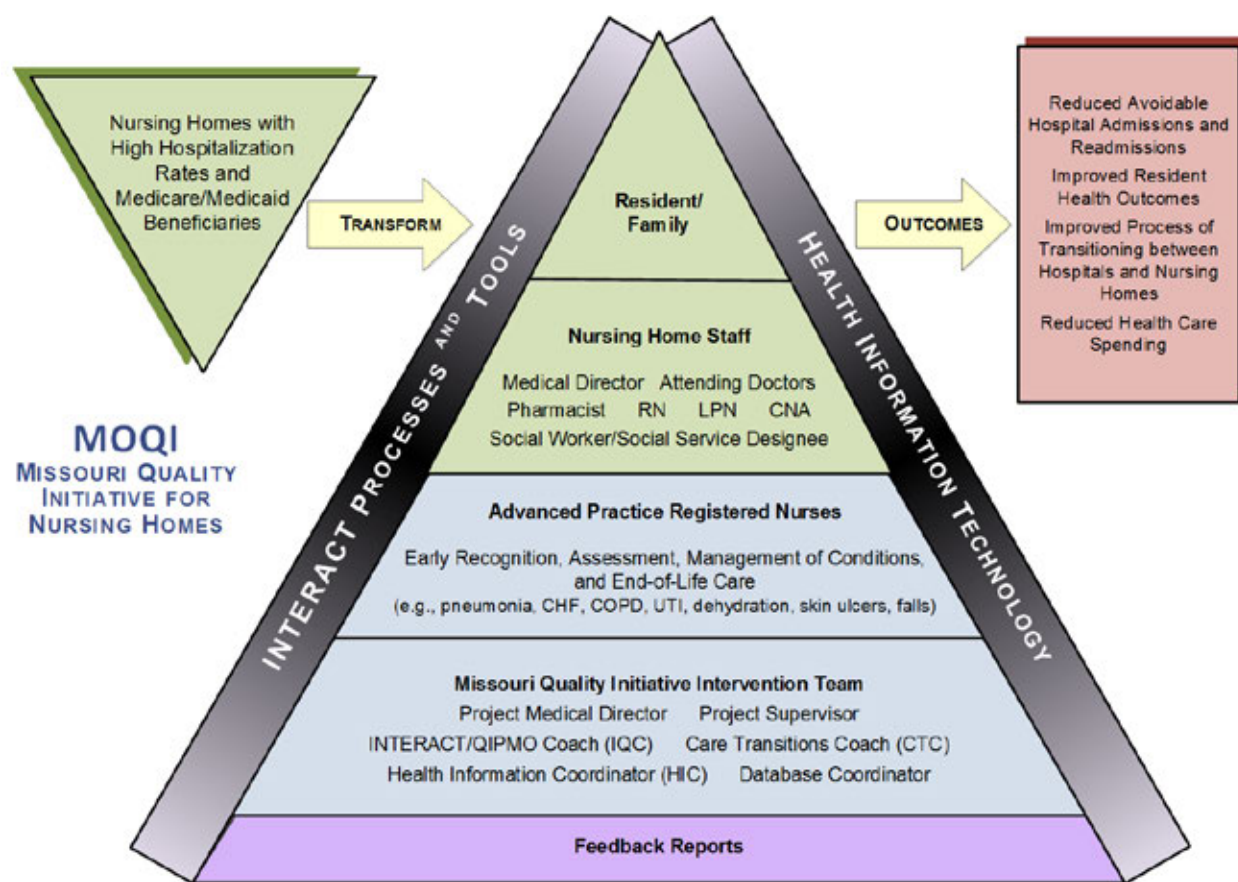 Nursing Homes with
High Hospitalization
Rates and
Medicare/Medicaid
Beneficiaries
TRANSFORM
MOQI
MISSOURI QUALITY
INITIATIVE FOR
NURSING HOMES
INTERACT PROCESSES AND TOOLS
Resident/
Family
Nursing Home Staff
Medical Director Attending Doctors
Pharmacist RN LPN CNA
Social Worker/Social Service Designee
Advanced Practice Registered Nurses
Early Recognition, Assessment, Management of Conditions,
and End-of-Life Care
(e.g., pneumonia, CHF, COPD, UTI, dehydration, skin ulcers, falls)
Missouri Quality Initiative Intervention Team
Project Medical Director Project Supervisor
INTERACT/QIPMO Coach (IQC) Care Transitions Coach (CTC)
Health Information Coordinator (HIC) Database Coordinator
Feedback Reports
HEALTH INFORMATION TECHNOLOGY
OUTCOMES
Reduced Avoidable
Hospital Admissions and
Readmissions
Improved Resident
Health Outcomes
Improved Process of
Transitioning between
Hospitals and Nursing
Homes
Reduced Health Care
Spending